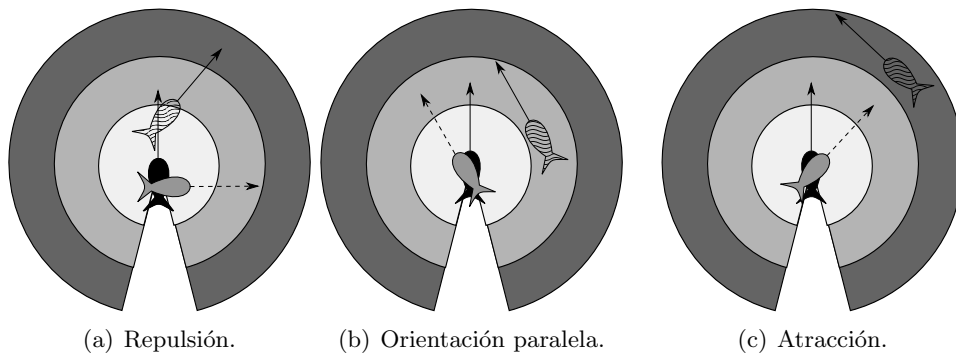 (a) Repulsión.
(b) Orientación paralela.
(c) Atracción.